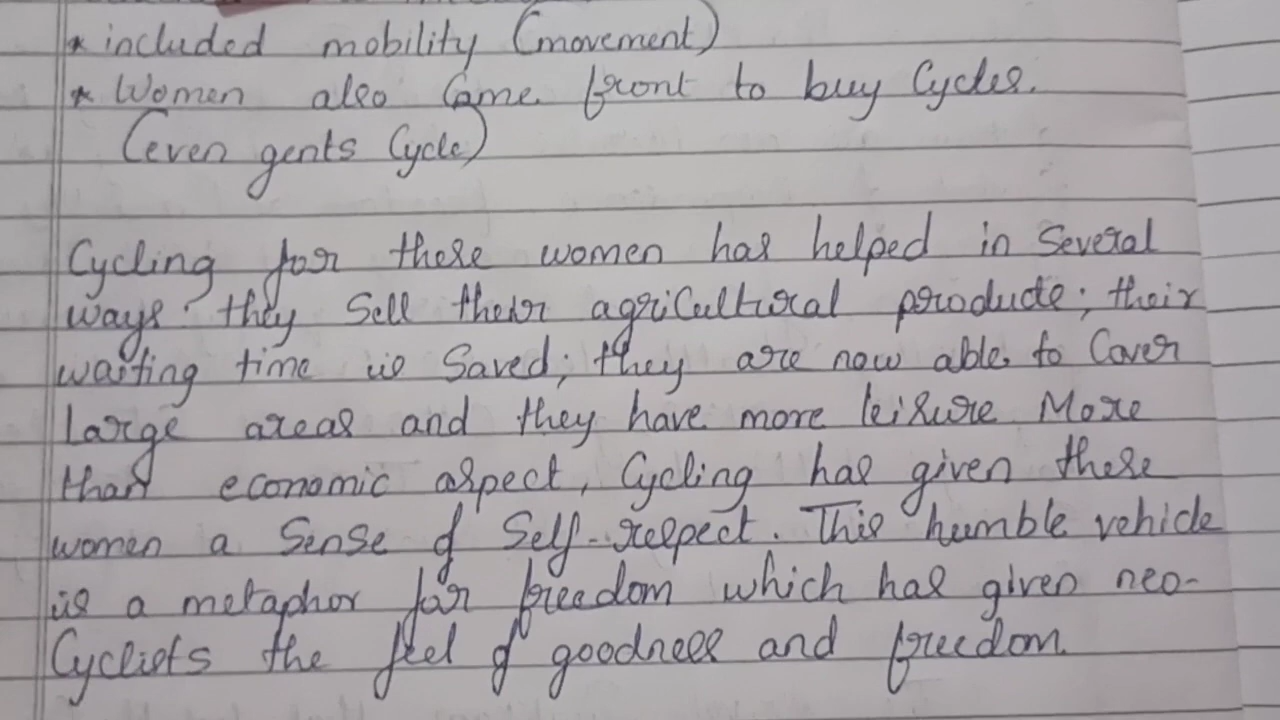 * included mobility (movement)
* Women also Came front to buy Cycles.
(even gents Cycle)
Cycling for these women has helped in Several
ways: they Sell their agriCultural produce; their
waiting time is Saved; they are now able to Cover
Large areas and they have more leisure More
than economic aspect, Cycling has given these
women a Sense of Self-respect. This humble vehicle
is a metaphor for freedom which has given neo-
Cyclists the feel of goodness and freedom.